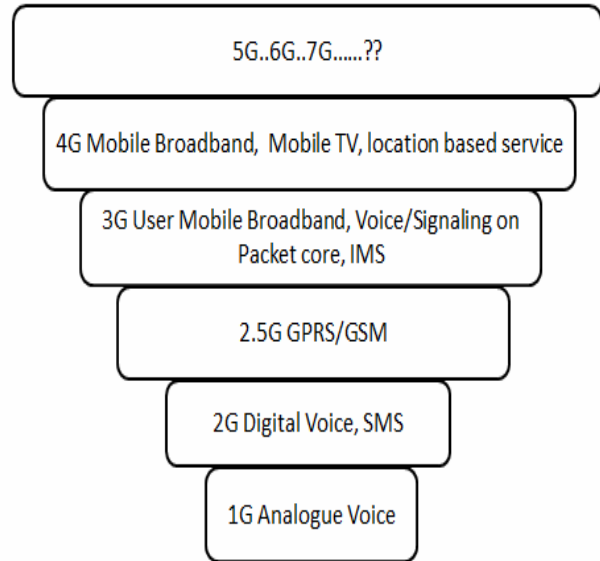 5G..6G..7G......??
4G Mobile Broadband,  Mobile TV, location based service
3G User Mobile Broadband, Voice/Signaling on
Packet core, IMS
2.5G GPRS/GSM
2G Digital Voice, SMS
1G Analogue Voice